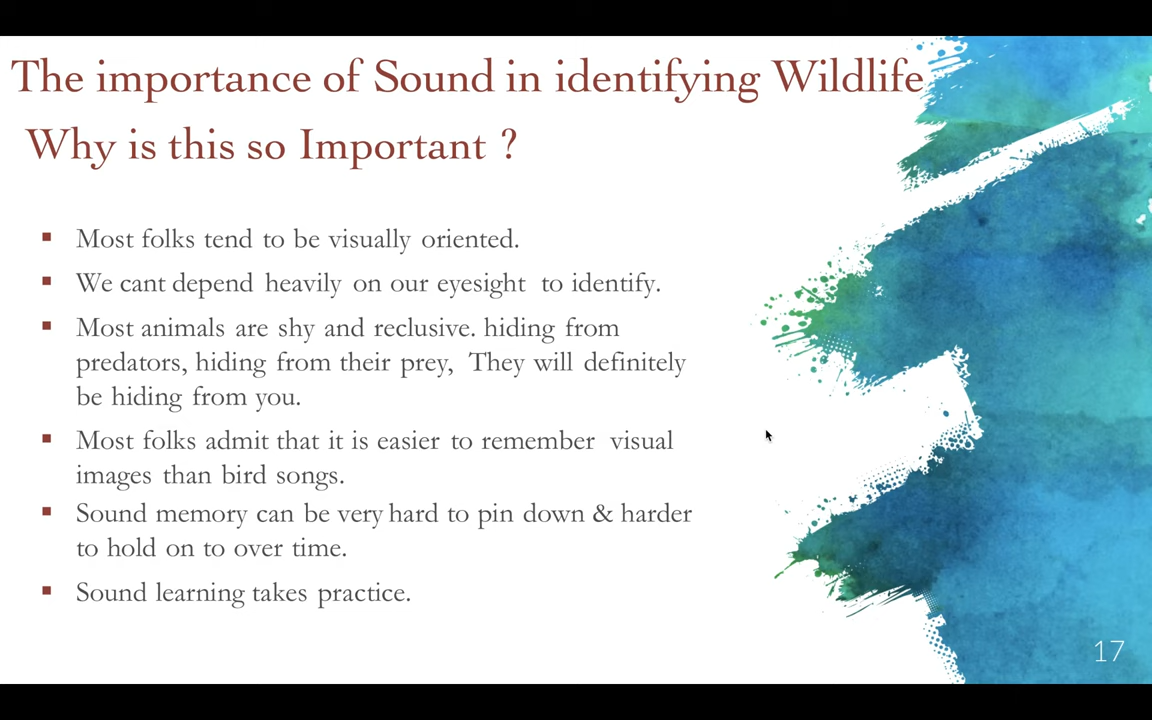 The importance of Sound in identifying Wildlife
Why is this so Important ?
▪ Most folks tend to be visually oriented.
▪ We cant depend heavily on our eyesight to identify.
▪ Most animals are shy and reclusive. hiding from
predators, hiding from their prey, They will definitely
be hiding from you.
▪ Most folks admit that it is easier to remember visual
images than bird songs.
▪ Sound memory can be very hard to pin down & harder
to hold on to over time.
▪ Sound learning takes practice.
17